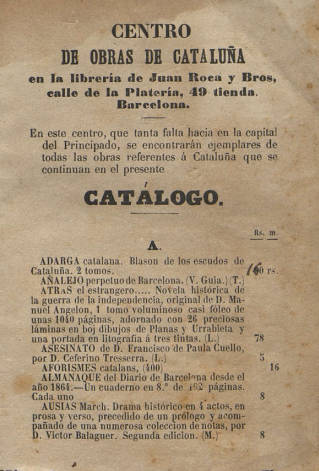 CENTRO
DE OBRAS DE CATALUÑA
en la librería de Juan Roca y Bros,
calle de la Platería, 49 tienda.
Barcelona.
En este centro, que tanta falta hacia en la capital
del Principado, se encontrarán ejemplares de
todas las obras referentes á Cataluña que se
continuan en el presente
CATÁLOGO.
Rs. m.
A.
ADARGA catalana. Blason de los escudos de
Cataluña. 2 tomos. 160 rs.
AÑALEJO perpetuo de Barcelona. (V. Guia.) (T.)
ATRAS el estrangero..... Novela histórica de
la guerra de la independencia, original de D. Ma-
nuel Angelon, 1 tomo voluminoso casi fóleo de
unas 1040 páginas, adornado con 26 preciosas
láminas en boj dibujos de Planas y Urrabieta y
una portada en litografía á tres tintas. (L.) 78
ASESINATO de D. Francisco de Paula Cuello,
por D. Ceferino Tresserra. (L.) 5
AFORISMES catalans, (400) 16
ALMANAQUE del Diario de Barcelona desde el
año 1864.—Un cuaderno en 8.° de páginas.
Cada uno 8
AUSIAS March. Drama histórico en 4 actos, en
prosa y verso, precedido de un prólogo y acom-
pañado de una numerosa coleccion de notas, por
D. Víctor Balaguer. Segunda edicion. (M.) 8